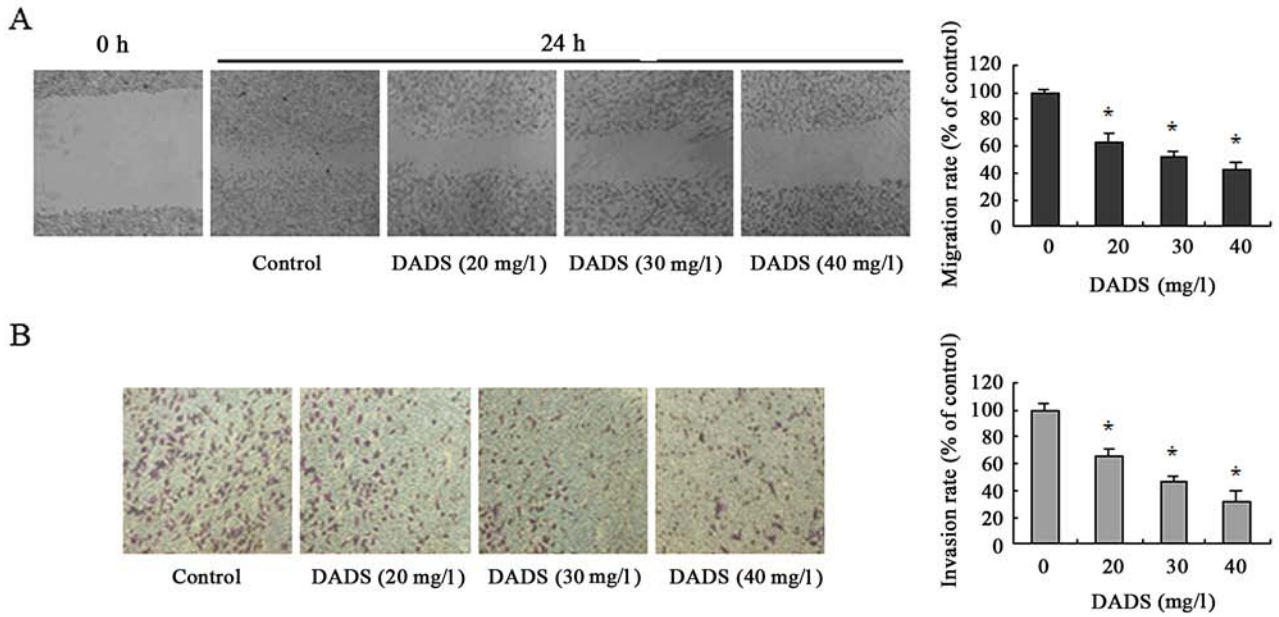 A
0 h
24 h
Control
DADS (20 mg/l)
DADS (30 mg/l)
DADS (40 mg/l)
Migration rate (% of control)
120
100
80
60
40
20
0
*
*
*
0 20 30 40
DADS (mg/l)
B
Control
DADS (20 mg/l)
DADS (30 mg/l)
DADS (40 mg/l)
Invasion rate (% of control)
120
100
80
60
40
20
0
*
*
*
0 20 30 40
DADS (mg/l)